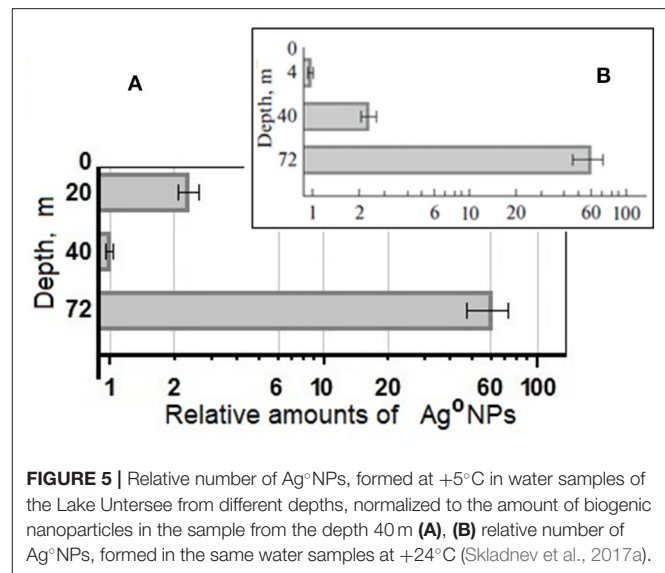 A
B
0
4
40
72
Depth, m
1 2 6 10 20 60 100
0
20
40
72
Depth, m
1 2 6 10 20 60 100
Relative amounts of Ag⁰NPs
FIGURE 5 | Relative number of Ag°NPs, formed at +5°C in water samples of
the Lake Untersee from different depths, normalized to the amount of biogenic
nanoparticles in the sample from the depth 40 m (A), (B) relative number of
Ag°NPs, formed in the same water samples at +24°C (Skladnev et al., 2017a).